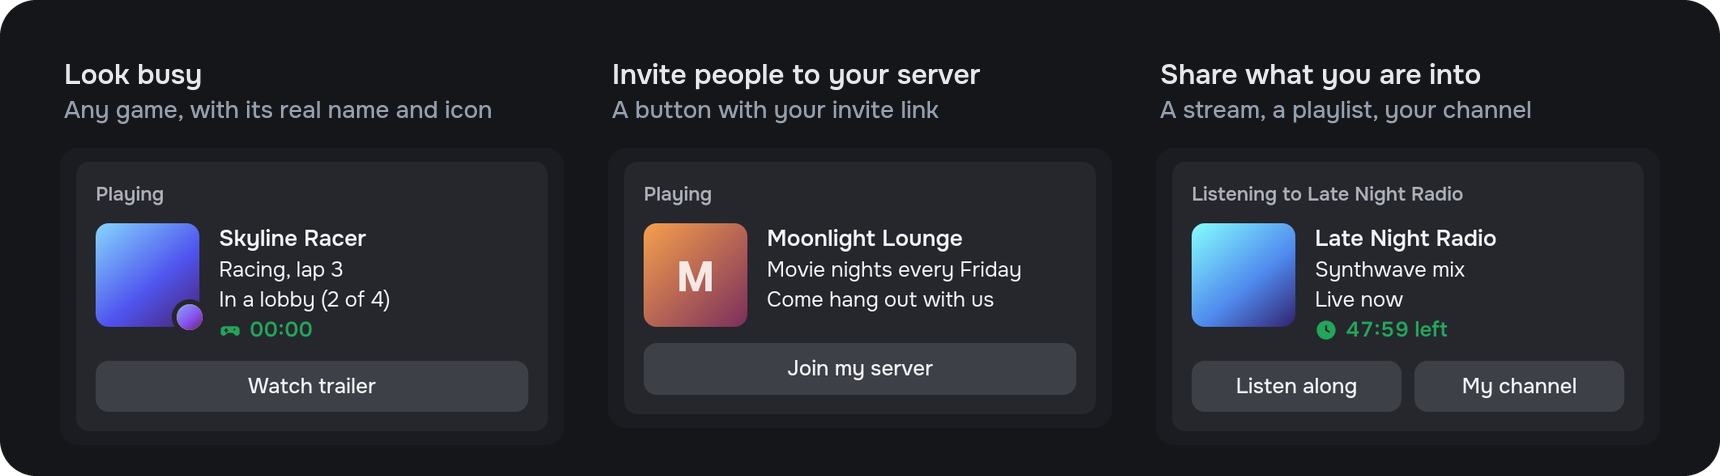 Look busy
Any game, with its real name and icon
Playing
Skyline Racer
Racing, lap 3
In a lobby (2 of 4)
00:00
Watch trailer
Invite people to your server
A button with your invite link
Playing
M
Moonlight Lounge
Movie nights every Friday
Come hang out with us
Join my server
Share what you are into
A stream, a playlist, your channel
Listening to Late Night Radio
Late Night Radio
Synthwave mix
Live now
47:59 left
Listen along
My channel